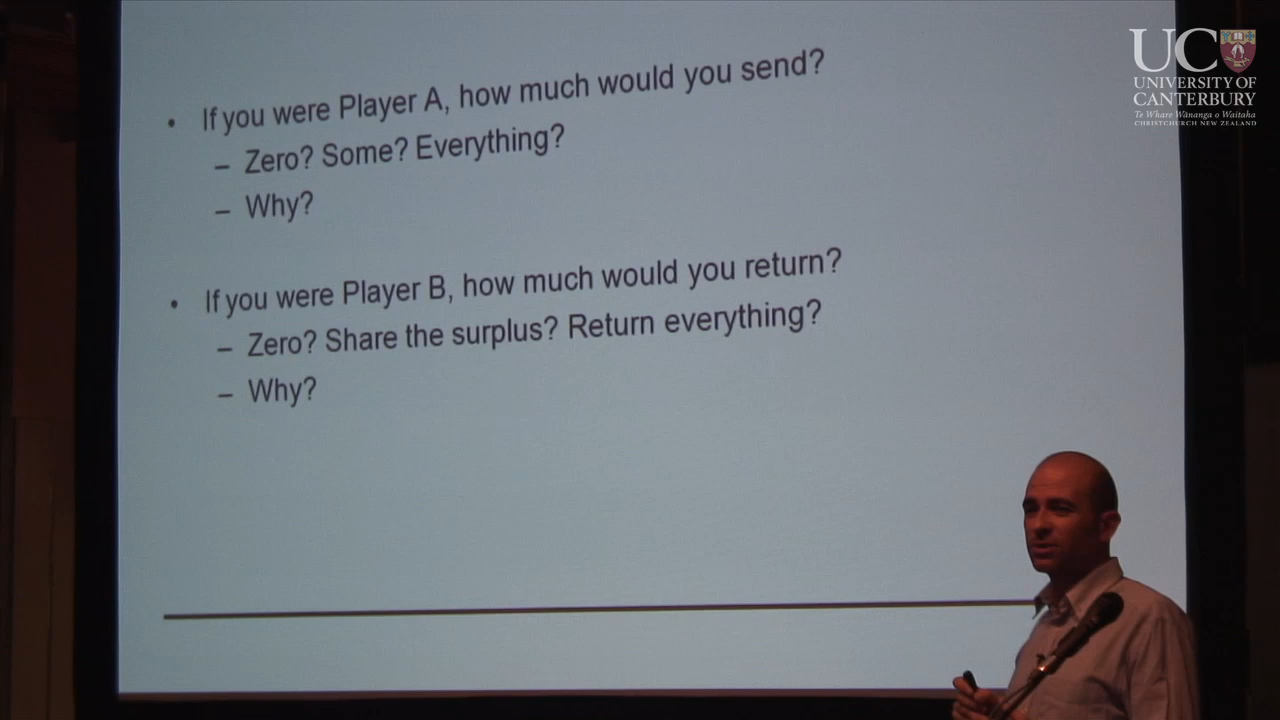 • If you were Player A, how much would you send?
– Zero? Some? Everything?
– Why?
• If you were Player B, how much would you return?
– Zero? Share the surplus? Return everything?
– Why?
UC
UNIVERSITY OF
CANTERBURY
Te Whare Wānanga o Waitaha
CHRISTCHURCH NEW ZEALAND